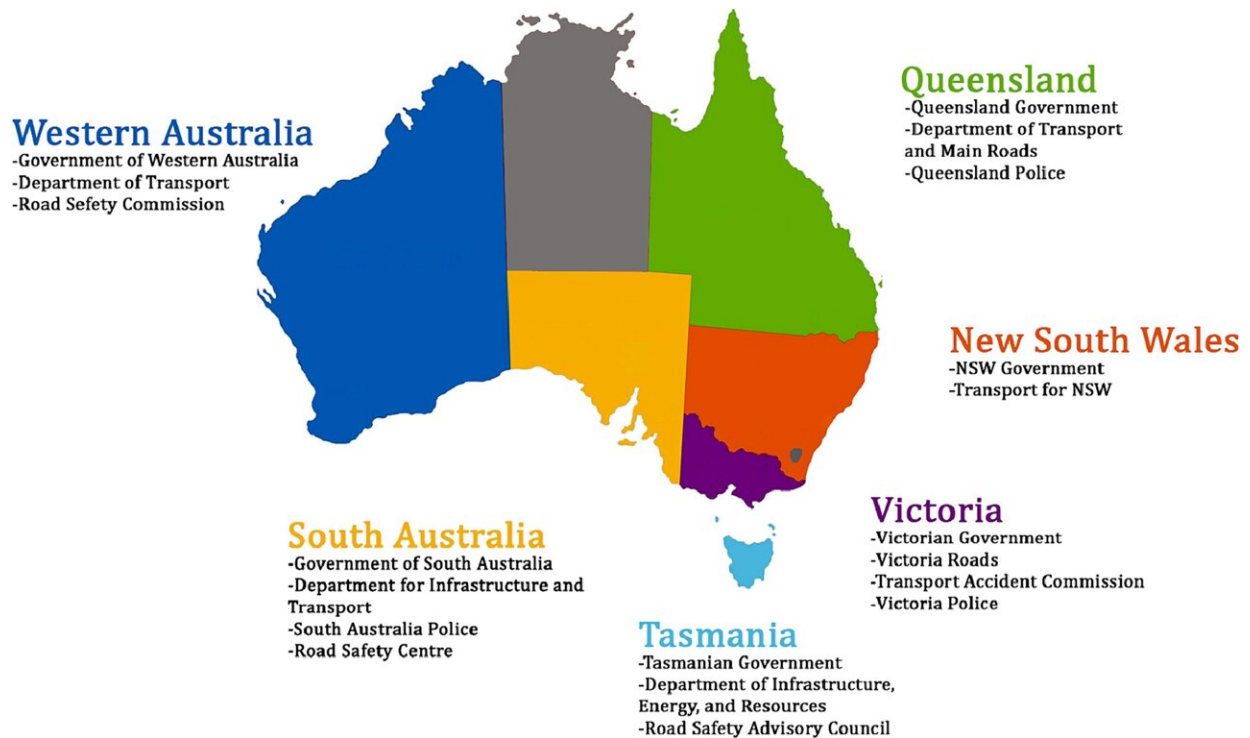 Western Australia
-Government of Western Australia
-Department of Transport
-Road Sefety Commission
Queensland
-Queensland Government
-Department of Transport
and Main Roads
-Queensland Police
New South Wales
-NSW Government
-Transport for NSW
Victoria
-Victorian Government
-Victoria Roads
-Transport Accident Commission
-Victoria Police
South Australia
-Government of South Australia
-Department for Infrastructure and
Transport
-South Australia Police
-Road Safety Centre
Tasmania
-Tasmanian Government
-Department of Infrastructure,
Energy, and Resources
-Road Safety Advisory Council